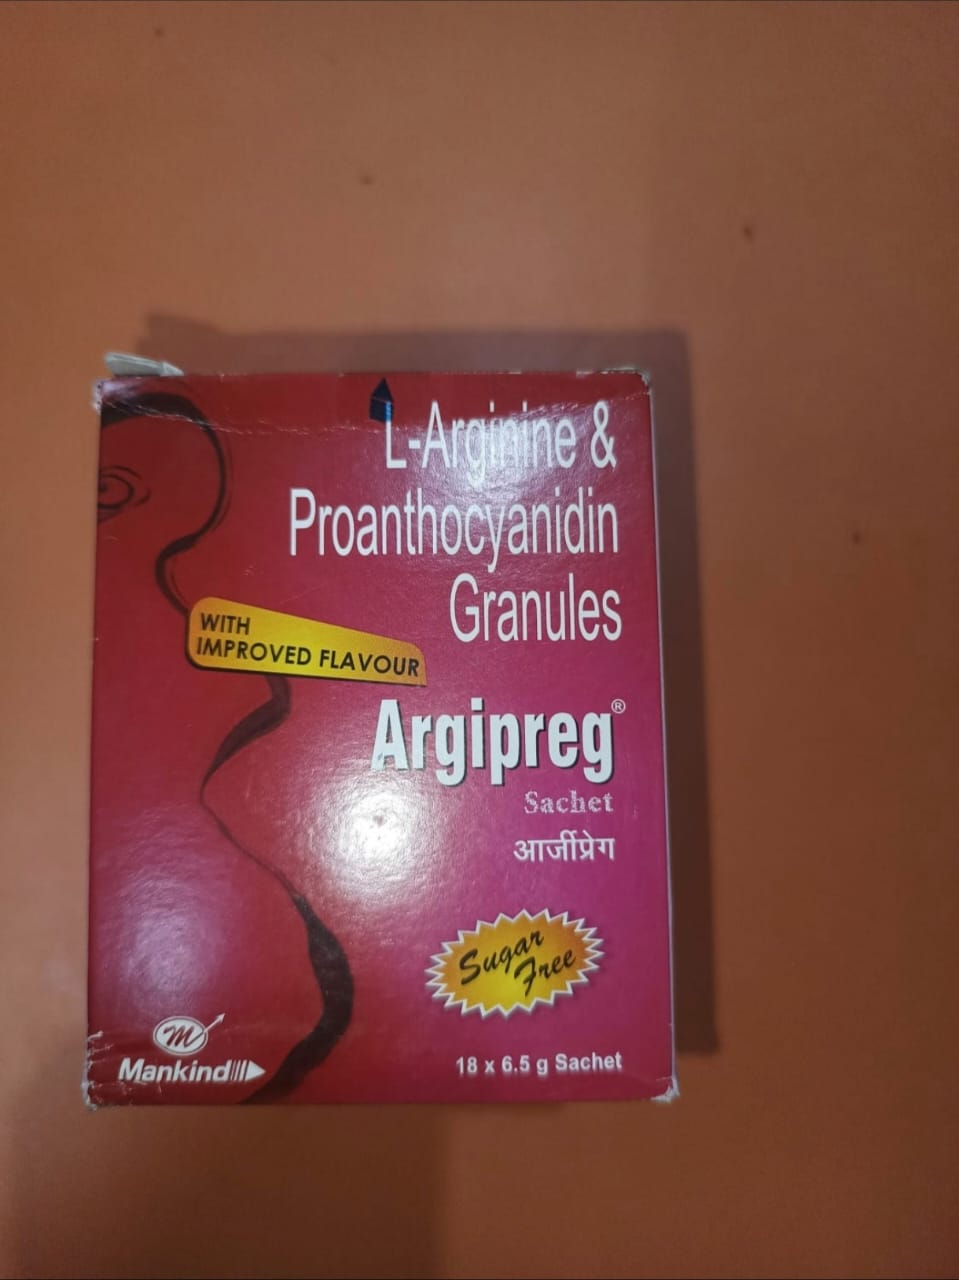 L-Arginine &
Proanthocyanidin
Granules
WITH
IMPROVED FLAVOUR
Argipreg®
Sachet
आर्जीप्रेग
Sugar
Free
M
Mankind
18 x 6.5 g Sachet